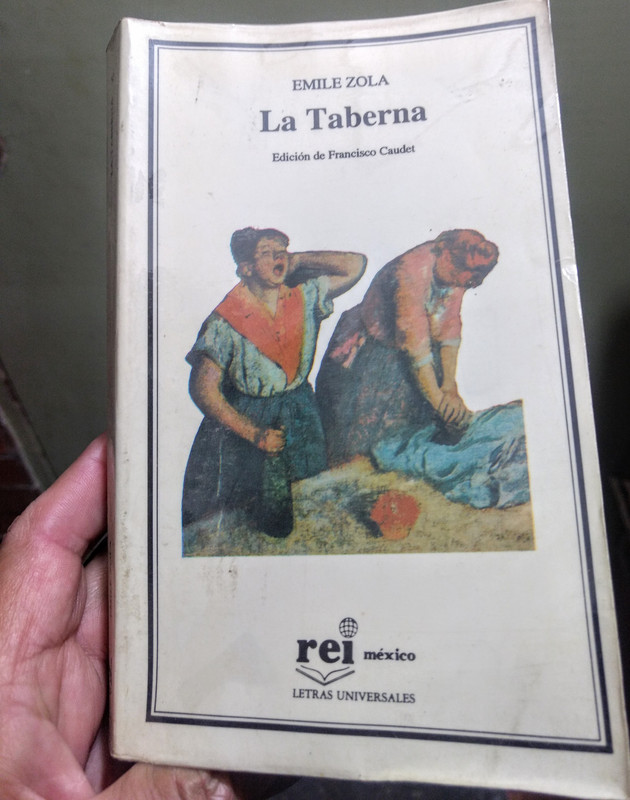 EMILE ZOLA
La Taberna
Edición de Francisco Caudet
rei méxico
LETRAS UNIVERSALES